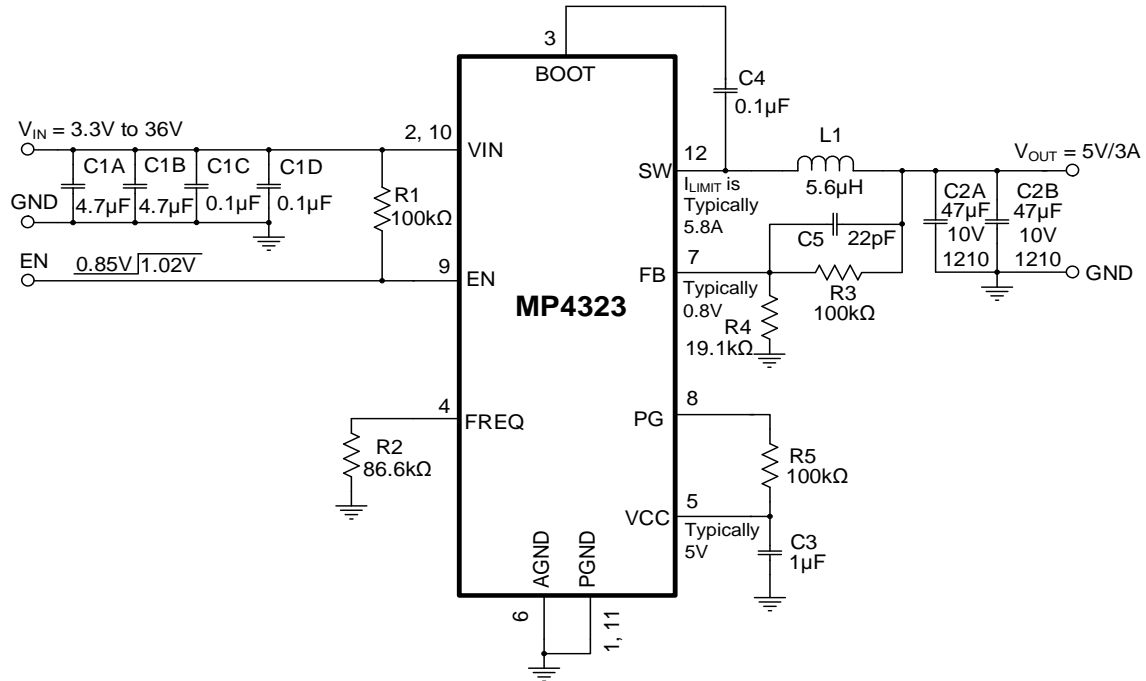 3
BOOT
C4
0.1µF
V_IN = 3.3V to 36V
2, 10
VIN
C1A
C1B
C1C
C1D
4.7µF
4.7µF
0.1µF
0.1µF
GND
R1
100kΩ
EN
0.85V
1.02V
9
EN
12
SW
I_LIMIT is
Typically
5.8A
L1
5.6µH
V_OUT = 5V/3A
C2A
47µF
10V
1210
C2B
47µF
10V
1210
GND
C5
22pF
7
FB
Typically
0.8V
R3
100kΩ
R4
19.1kΩ
MP4323
4
FREQ
R2
86.6kΩ
8
PG
R5
100kΩ
5
VCC
Typically
5V
C3
1µF
AGND
PGND
6
1, 11